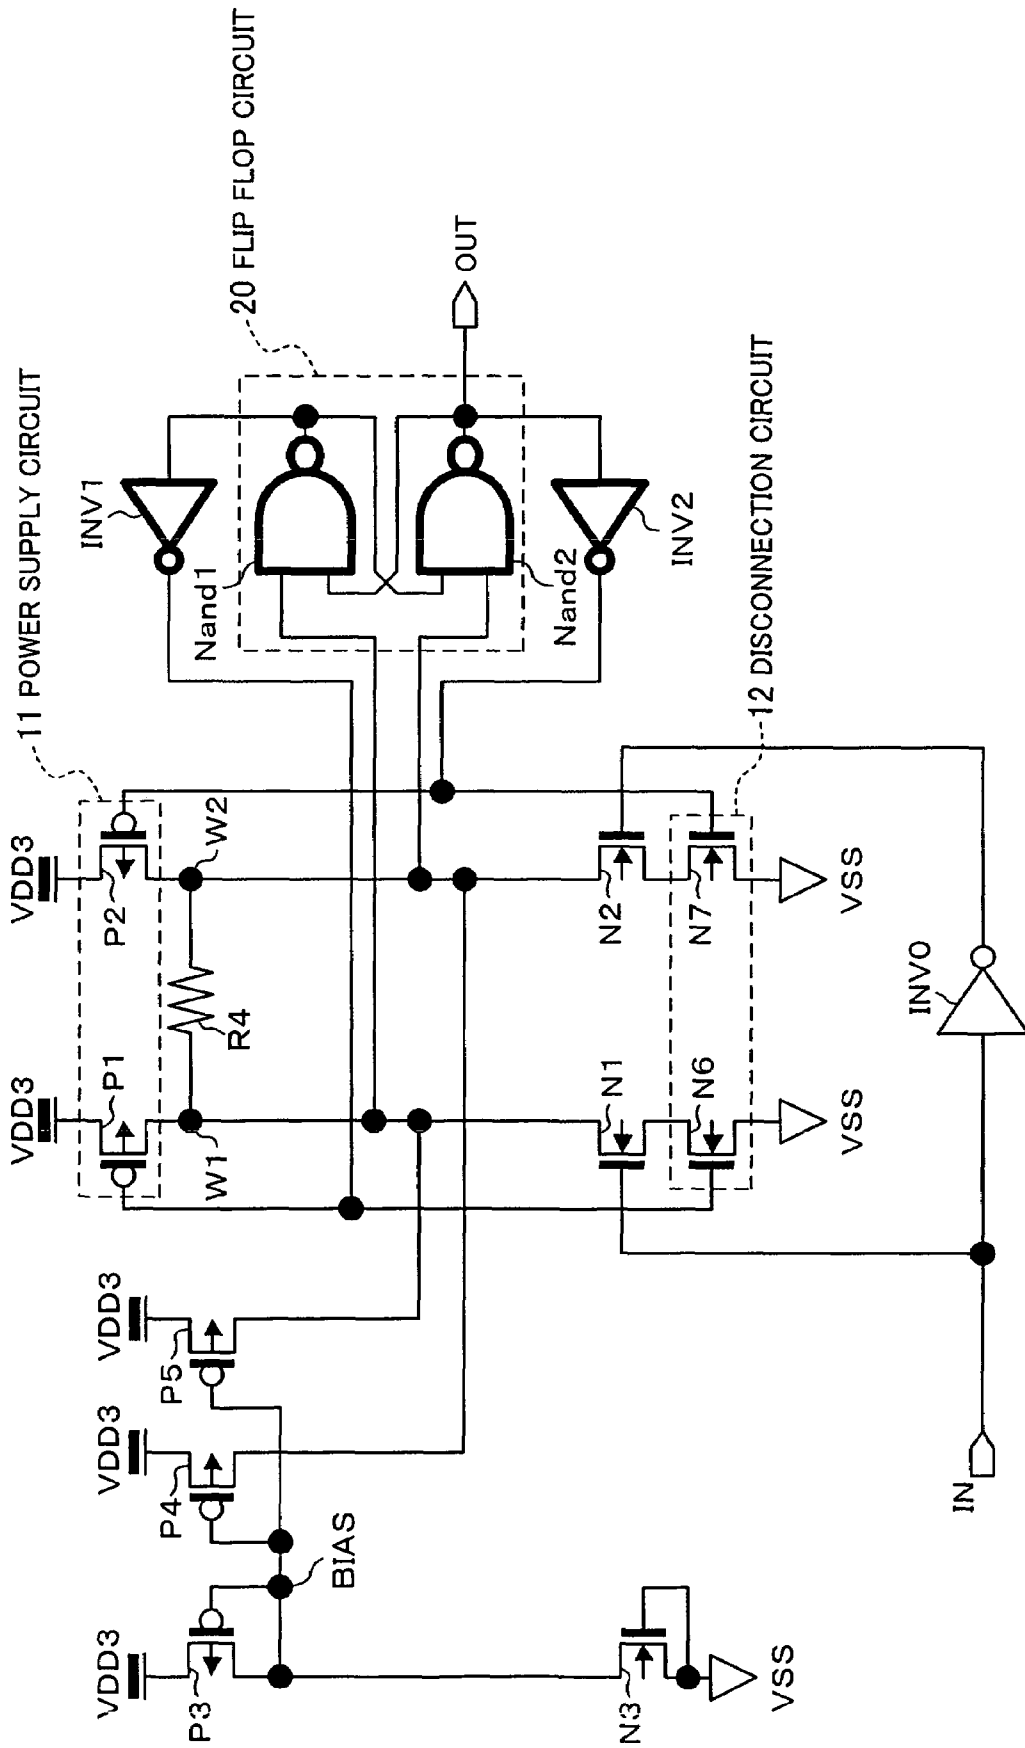 11 POWER SUPPLY CIRCUIT
20 FLIP FLOP CIRCUIT
12 DISCONNECTION CIRCUIT
VDD3
VDD3
VDD3
VDD3
VDD3
P3
P4
P5
P1
P2
W1
R4
W2
INV1
Nand1
Nand2
INV2
OUT
BIAS
N3
N1
N2
N6
N7
VSS
VSS
VSS
INV0
IN